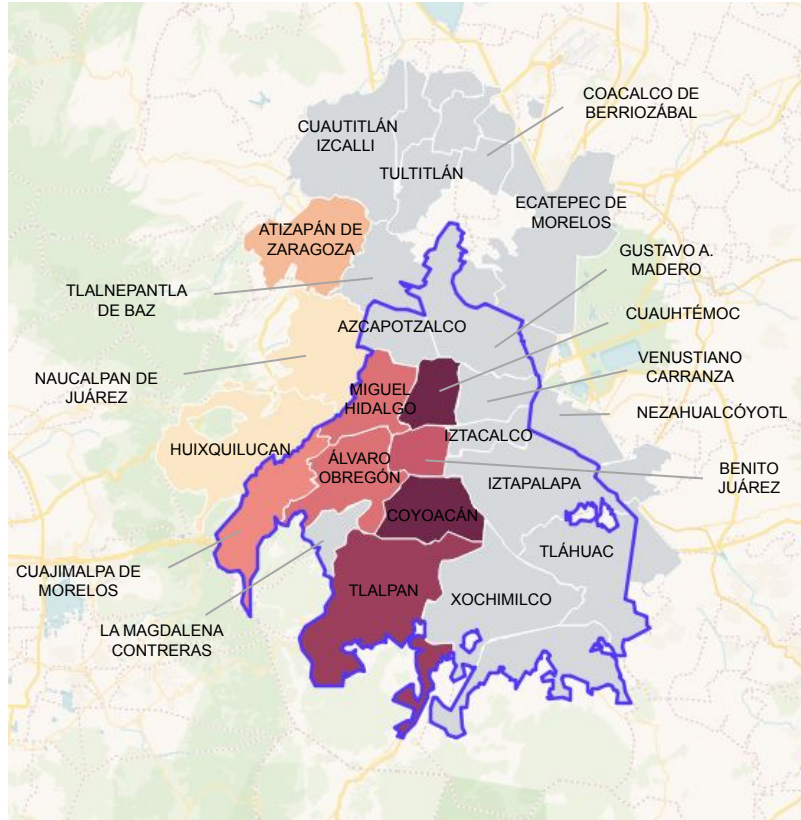 COACALCO DE
BERRIOZÁBAL
CUAUTITLÁN
IZCALLI
TULTITLÁN
ECATEPEC DE
MORELOS
ATIZAPÁN DE
ZARAGOZA
GUSTAVO A.
MADERO
TLALNEPANTLA
DE BAZ
AZCAPOTZALCO
CUAUHTÉMOC
VENUSTIANO
CARRANZA
NAUCALPAN DE
JUÁREZ
MIGUEL
HIDALGO
NEZAHUALCÓYOTL
IZTACALCO
HUIXQUILUCAN
ÁLVARO
OBREGÓN
BENITO
JUÁREZ
IZTAPALAPA
COYOACÁN
TLÁHUAC
CUAJIMALPA DE
MORELOS
TLALPAN
XOCHIMILCO
LA MAGDALENA
CONTRERAS